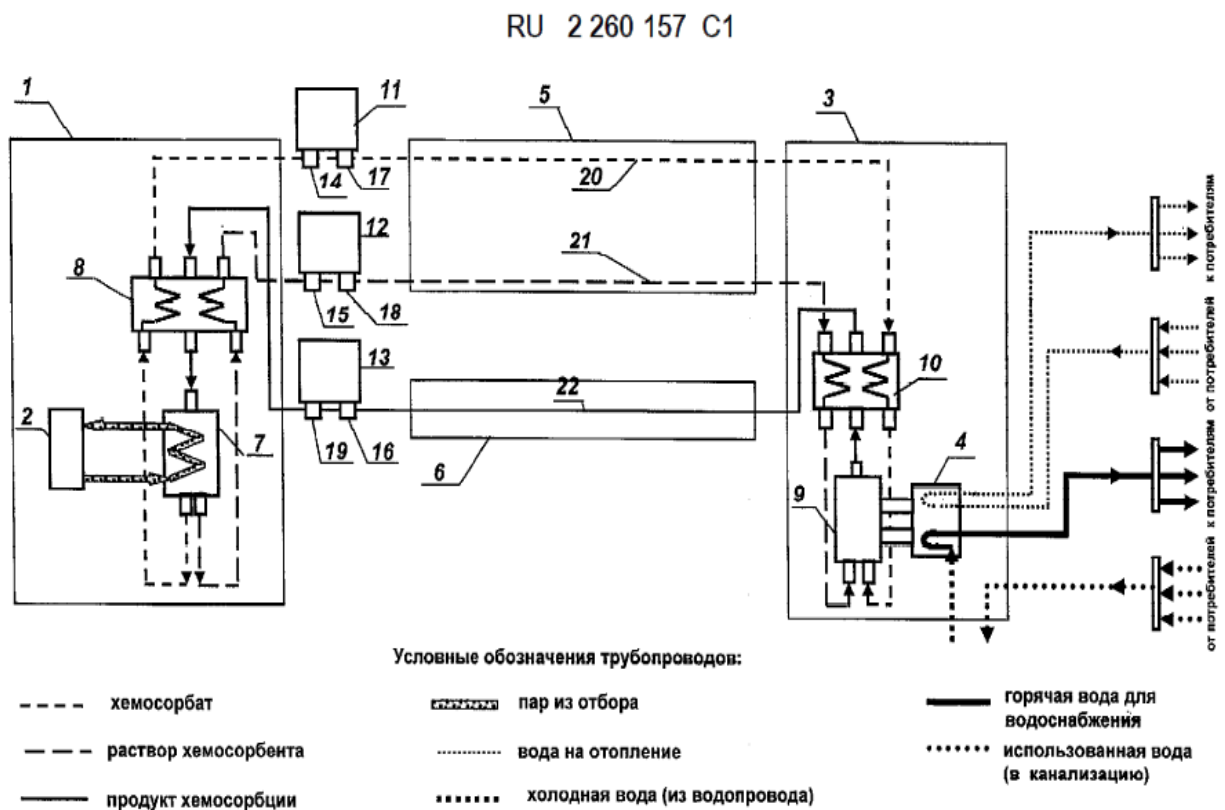 RU 2 260 157 C1
1
11
5
3
14
17
20
12
21
8
15
18
13
10
22
2
7
19
16
4
6
9
к потребителям
от потребителей
к потребителям
от потребителей
Условные обозначения трубопроводов:
хемосорбат
пар из отбора
горячая вода для
водоснабжения
раствор хемосорбента
вода на отопление
использованная вода
(в канализацию)
продукт хемосорбции
холодная вода (из водопровода)